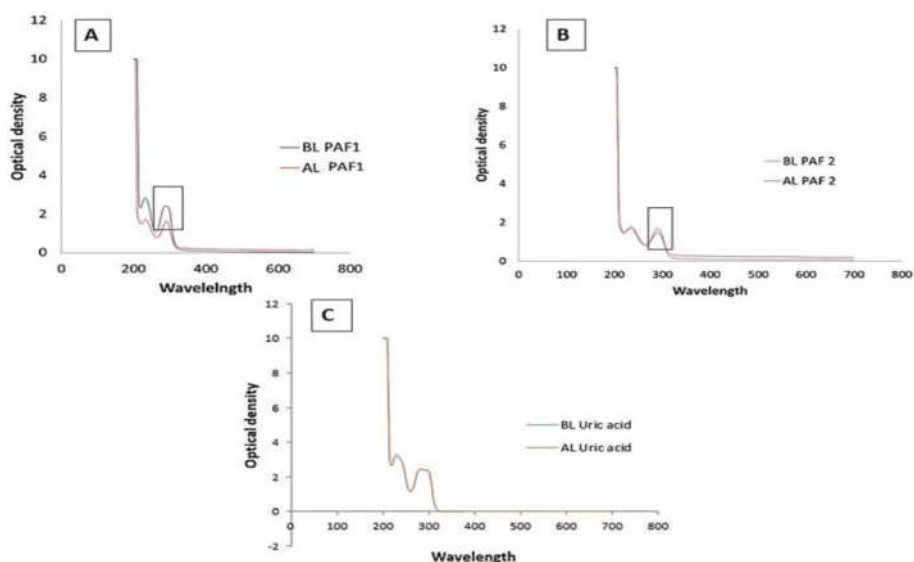 A
12
10
8
6
4
2
0
Optical density
BL PAF1
AL PAF1
0 200 400 600 800
Wavelelngth
B
12
10
8
6
4
2
0
Optical density
BL PAF 2
AL PAF 2
0 100 200 300 400 500 600 700 800
Wavelength
C
12
10
8
6
4
2
0
-2
Optical density
BL Uric acid
AL Uric acid
0 100 200 300 400 500 600 700 800
Wavelength